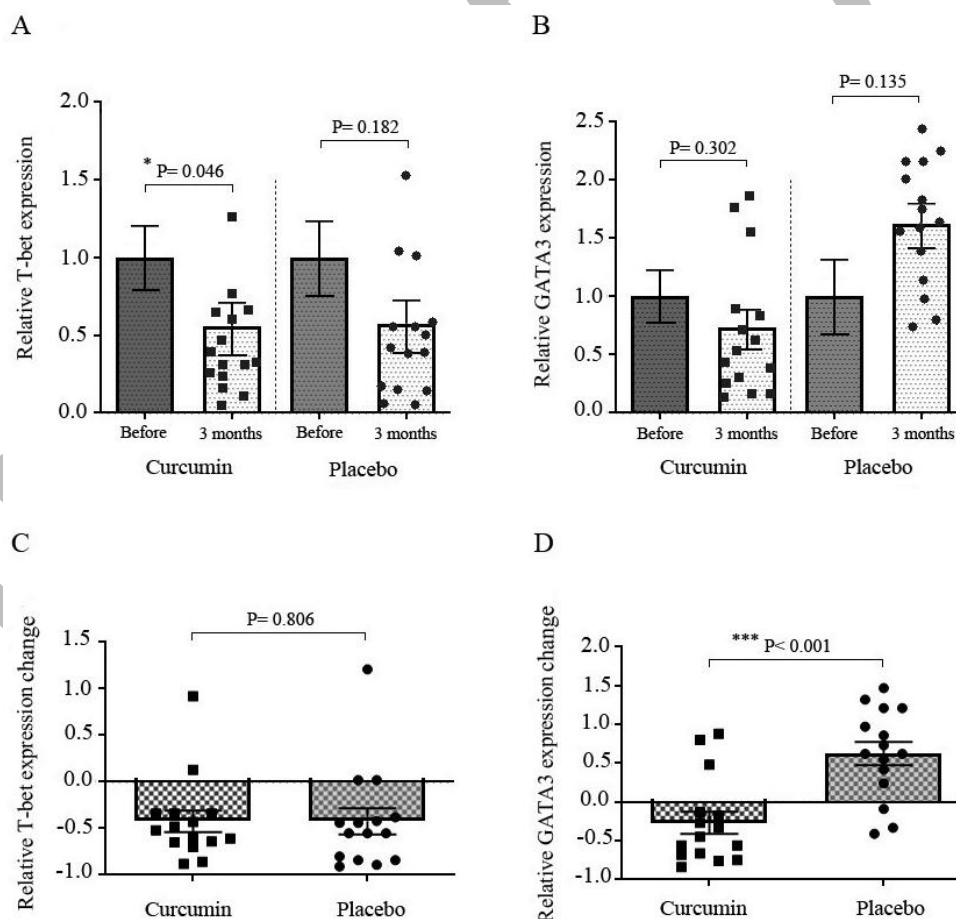 A
Relative T-bet expression
2.0
1.5
1.0
0.5
0.0
*
P= 0.046
P= 0.182
Before
3 months
Before
3 months
Curcumin
Placebo
B
Relative GATA3 expression
2.5
2.0
1.5
1.0
0.5
0.0
P= 0.302
P= 0.135
Before
3 months
Before
3 months
Curcumin
Placebo
C
Relative T-bet expression change
1.5
1.0
0.5
0.0
-0.5
-1.0
P= 0.806
Curcumin
Placebo
D
Relative GATA3 expression change
2.0
1.5
1.0
0.5
0.0
-0.5
-1.0
*** P< 0.001
Curcumin
Placebo